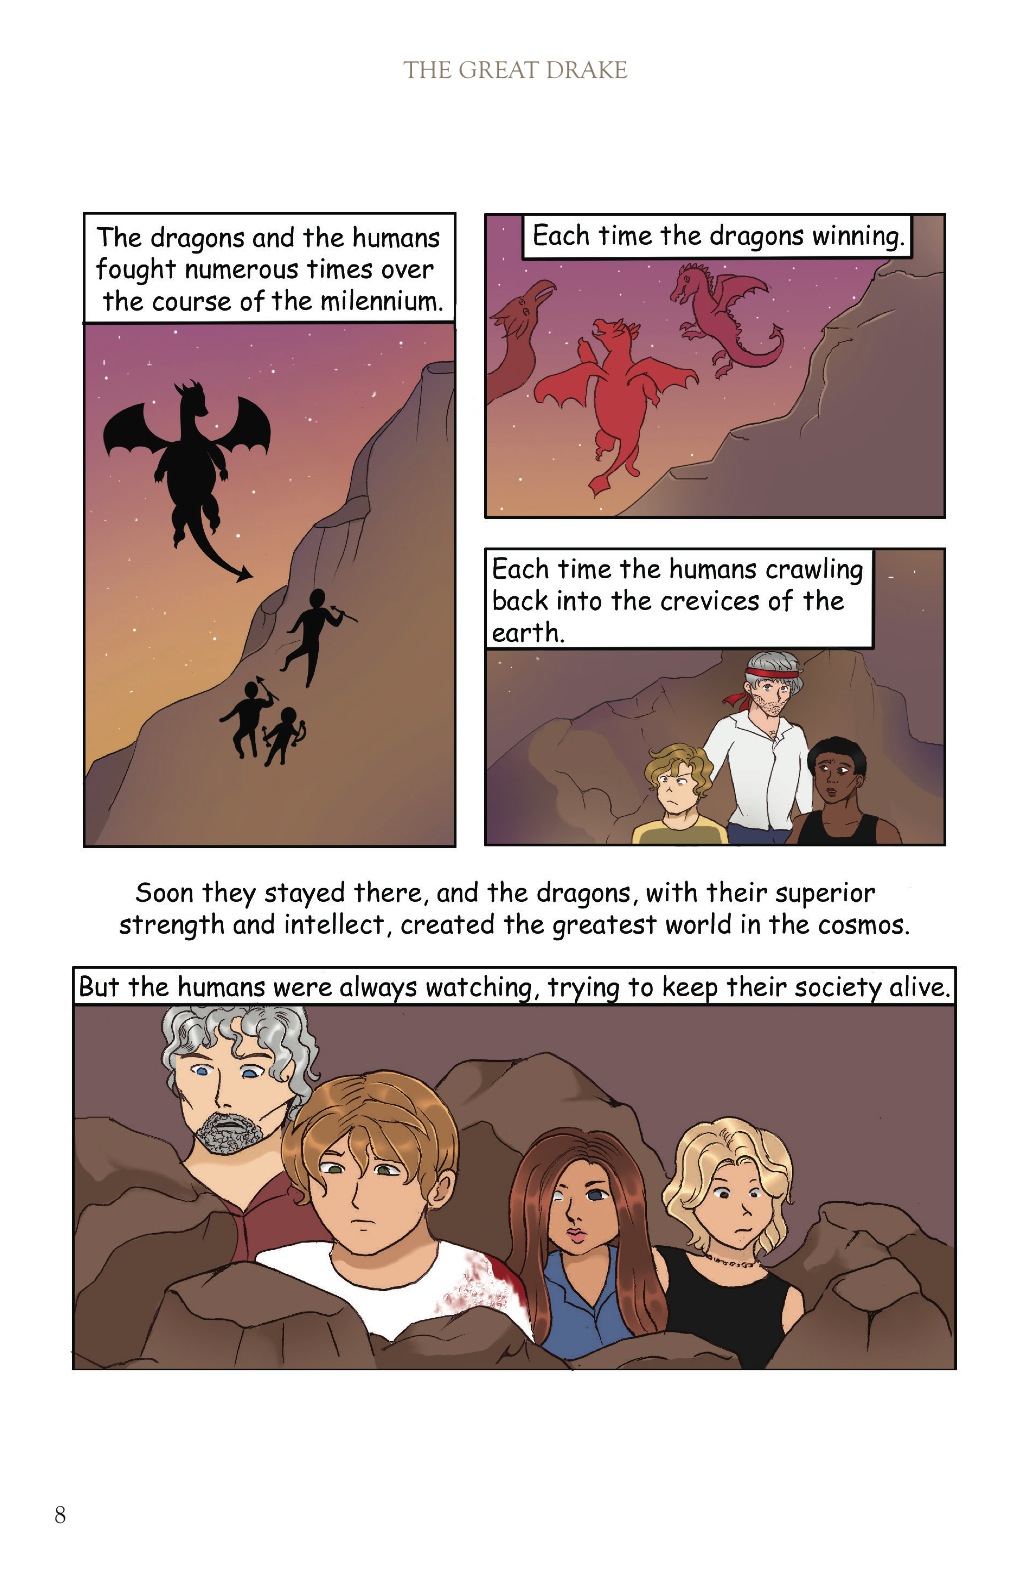 THE GREAT DRAKE
The dragons and the humans
fought numerous times over
the course of the milennium.
Each time the dragons winning.
Each time the humans crawling
back into the crevices of the
earth.
Soon they stayed there, and the dragons, with their superior
strength and intellect, created the greatest world in the cosmos.
But the humans were always watching, trying to keep their society alive.
8